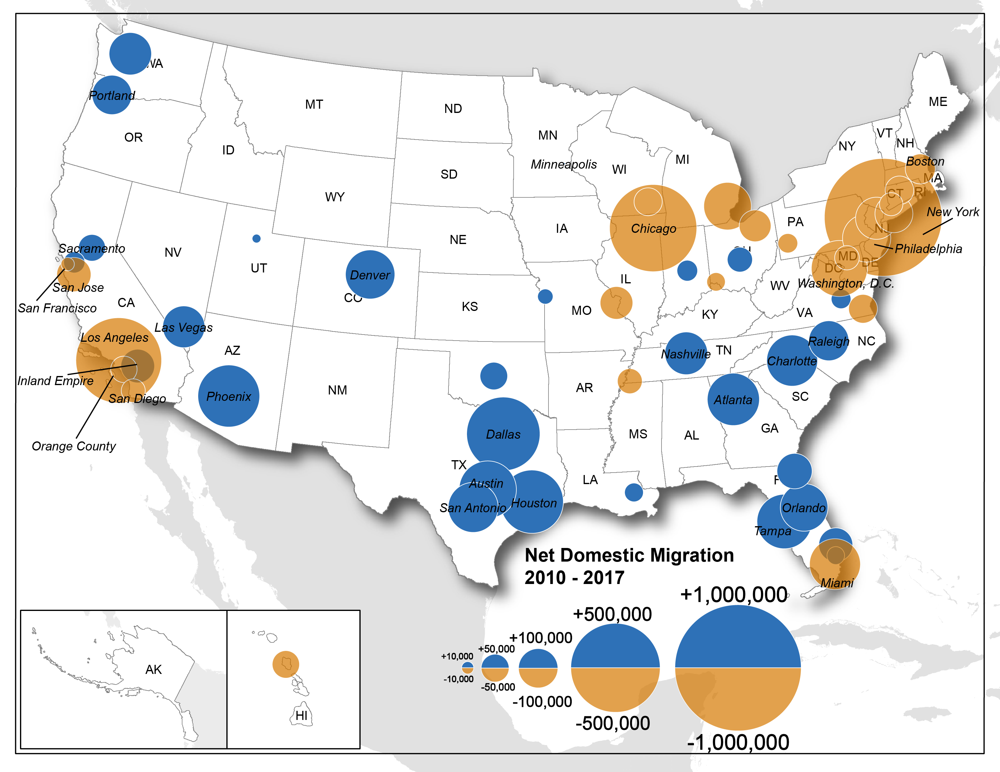 WA
Portland
MT
ND
ME
MN
VT
NH
NY
OR
ID
MI
Minneapolis
WI
Boston
SD
MA
WY
CT
RI
New York
Chicago
IA
PA
NJ
NE
Sacramento
NV
Philadelphia
MD
DE
DC
UT
Denver
IL
Washington, D.C.
San Jose
WV
CO
CA
San Francisco
KS
MO
KY
VA
Las Vegas
Los Angeles
AZ
Nashville
TN
Raleigh
NC
Charlotte
Inland Empire
NM
AR
San Diego
Phoenix
Atlanta
SC
GA
Dallas
MS
AL
Orange County
TX
LA
F
Austin
San Antonio
Houston
Orlando
Tampa
Net Domestic Migration
2010 - 2017
Miami
+1,000,000
+500,000
+100,000
+50,000
+10,000
-10,000
-50,000
-100,000
-500,000
-1,000,000
AK
HI